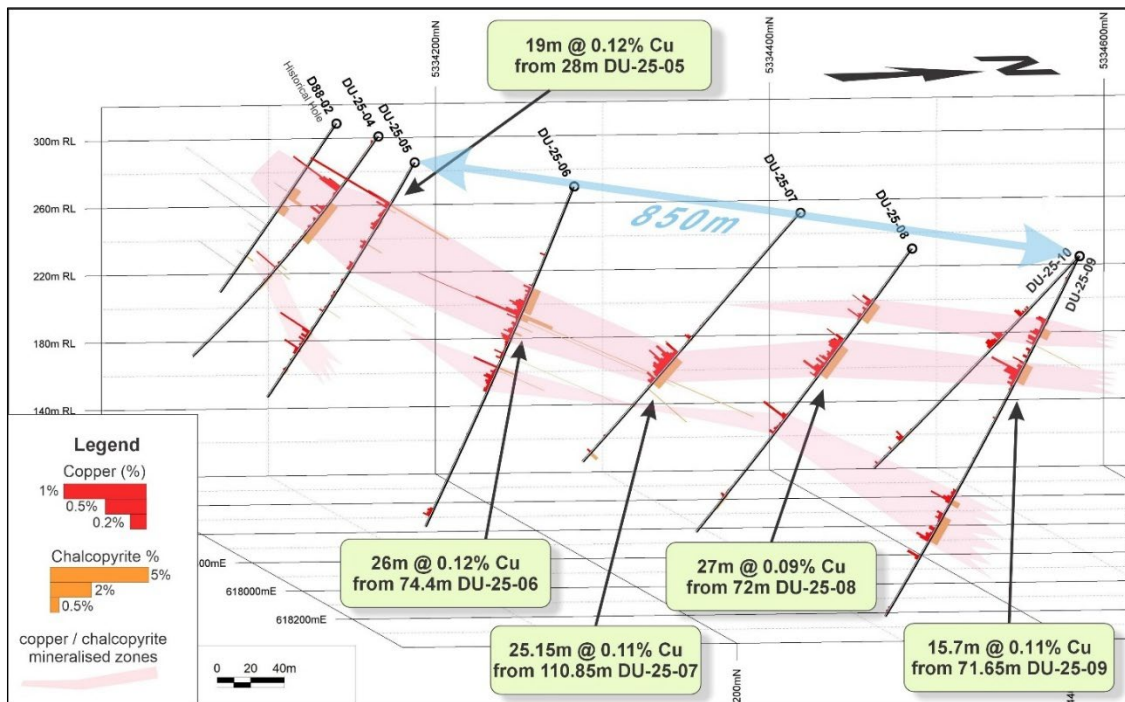 19m @ 0.12% Cu
from 28m DU-25-05
5334200mN
5334400mN
5334600mN
N
D88-02
Historical Hole
DU-25-04
DU-25-05
DU-25-06
DU-25-07
DU-25-08
DU-25-10
DU-25-09
850m
300m RL
260m RL
220m RL
180m RL
140m RL
Legend
Copper (%)
1%
0.5%
0.2%
Chalcopyrite %
5%
2%
0.5%
copper / chalcopyrite
mineralised zones
00mE
618000mE
618200mE
0 20 40m
26m @ 0.12% Cu
from 74.4m DU-25-06
25.15m @ 0.11% Cu
from 110.85m DU-25-07
27m @ 0.09% Cu
from 72m DU-25-08
15.7m @ 0.11% Cu
from 71.65m DU-25-09
200mN